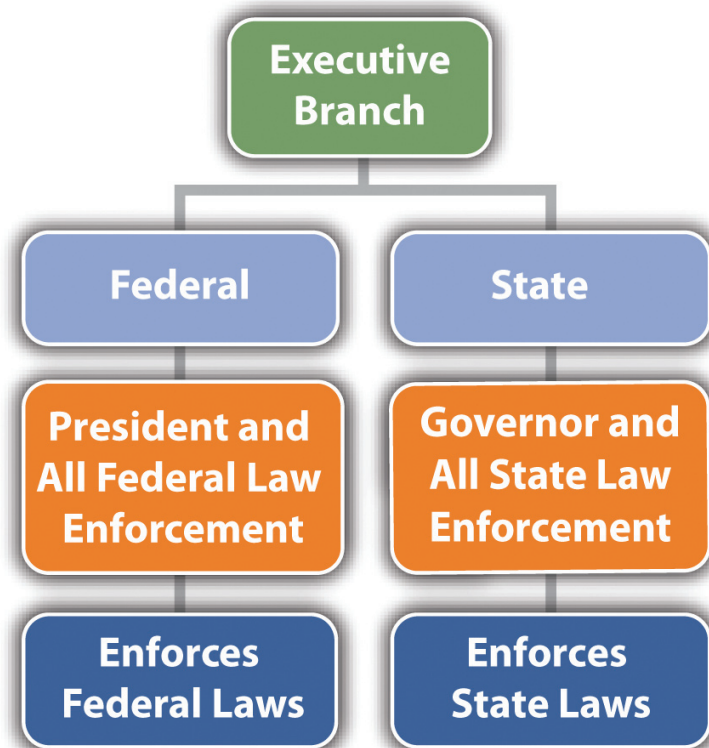 Executive
Branch
Federal
State
President and
All Federal Law
Enforcement
Governor and
All State Law
Enforcement
Enforces
Federal Laws
Enforces
State Laws